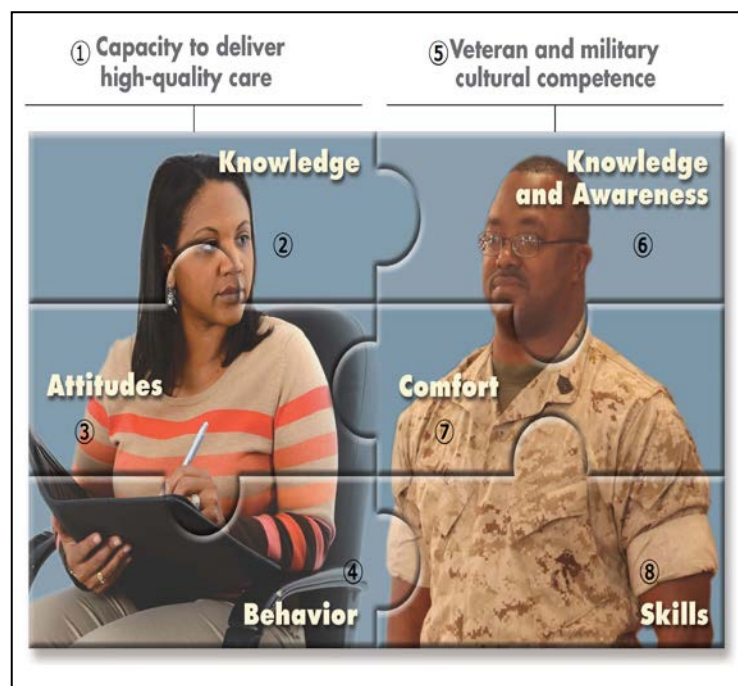 ① Capacity to deliver
high-quality care
⑤ Veteran and military
cultural competence
Knowledge
②
Knowledge
and Awareness
⑥
Attitudes
③
Comfort
⑦
④
Behavior
⑧
Skills